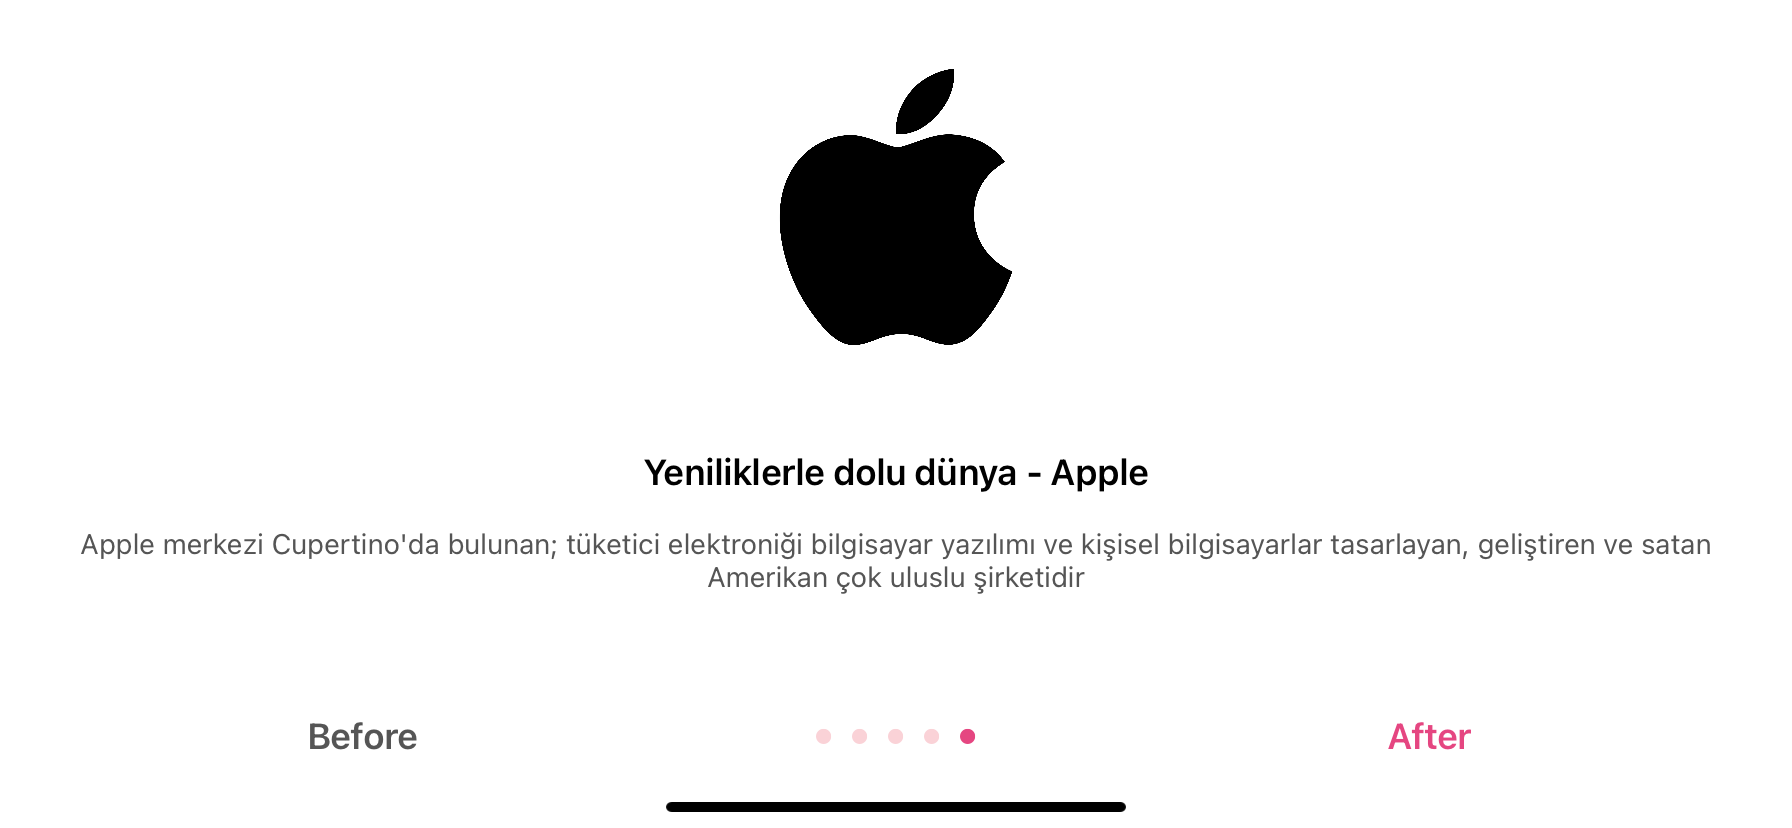 Yeniliklerle dolu dünya - Apple
Apple merkezi Cupertino'da bulunan; tüketici elektroniği bilgisayar yazılımı ve kişisel bilgisayarlar tasarlayan, geliştiren ve satan
Amerikan çok uluslu şirketidir
Before
After